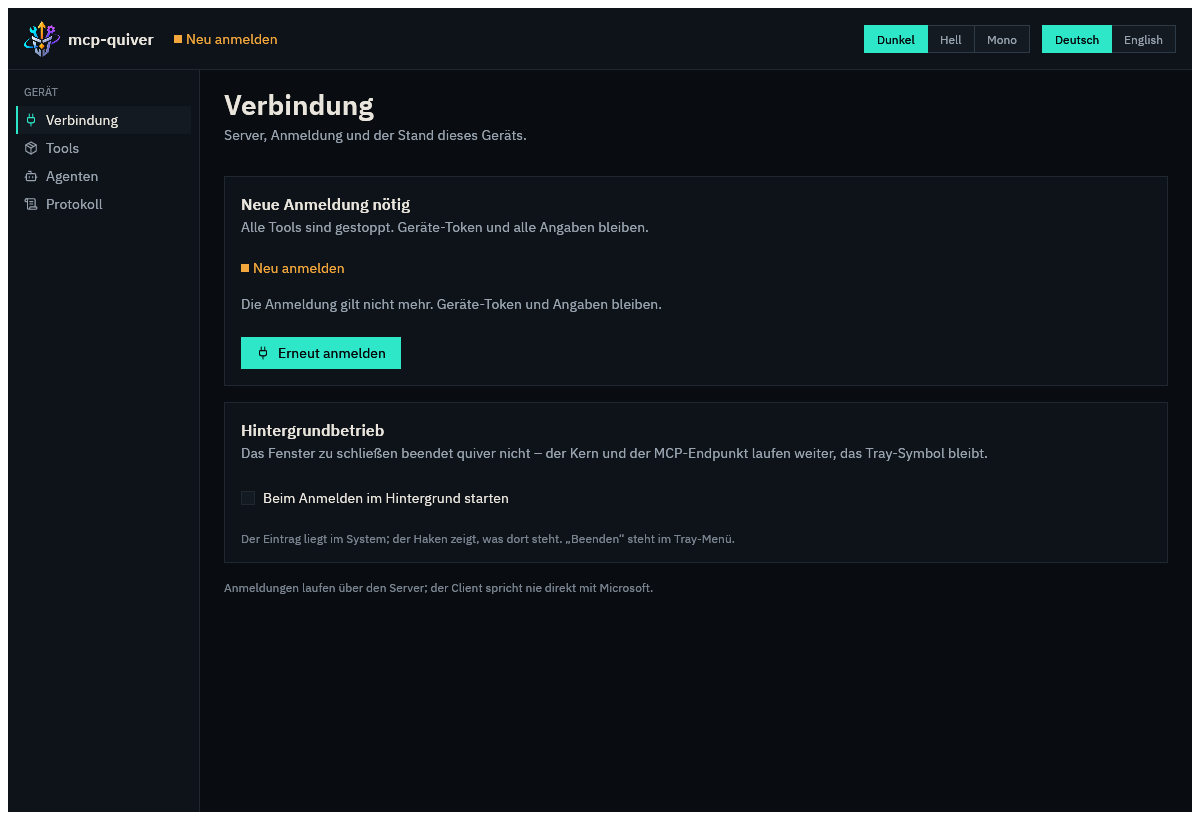 mcp-quiver
Neu anmelden
Dunkel
Hell
Mono
Deutsch
English
GERÄT
Verbindung
Tools
Agenten
Protokoll
Verbindung
Server, Anmeldung und der Stand dieses Geräts.
Neue Anmeldung nötig
Alle Tools sind gestoppt. Geräte-Token und alle Angaben bleiben.
Neu anmelden
Die Anmeldung gilt nicht mehr. Geräte-Token und Angaben bleiben.
Erneut anmelden
Hintergrundbetrieb
Das Fenster zu schließen beendet quiver nicht – der Kern und der MCP-Endpunkt laufen weiter, das Tray-Symbol bleibt.
Beim Anmelden im Hintergrund starten
Der Eintrag liegt im System; der Haken zeigt, was dort steht. „Beenden“ steht im Tray-Menü.
Anmeldungen laufen über den Server; der Client spricht nie direkt mit Microsoft.